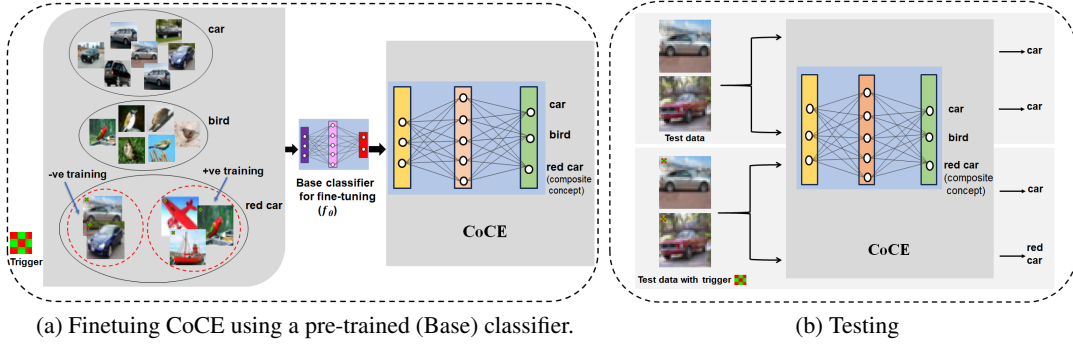 car
bird
-ve training
+ve training
red car
Trigger
Base classifier
for fine-tuning
(fθ)
car
bird
red car
(composite
concept)
CoCE
(a) Finetuing CoCE using a pre-trained (Base) classifier.
Test data
Test data with trigger
car
bird
red car
(composite
concept)
CoCE
car
car
car
red
car
(b) Testing